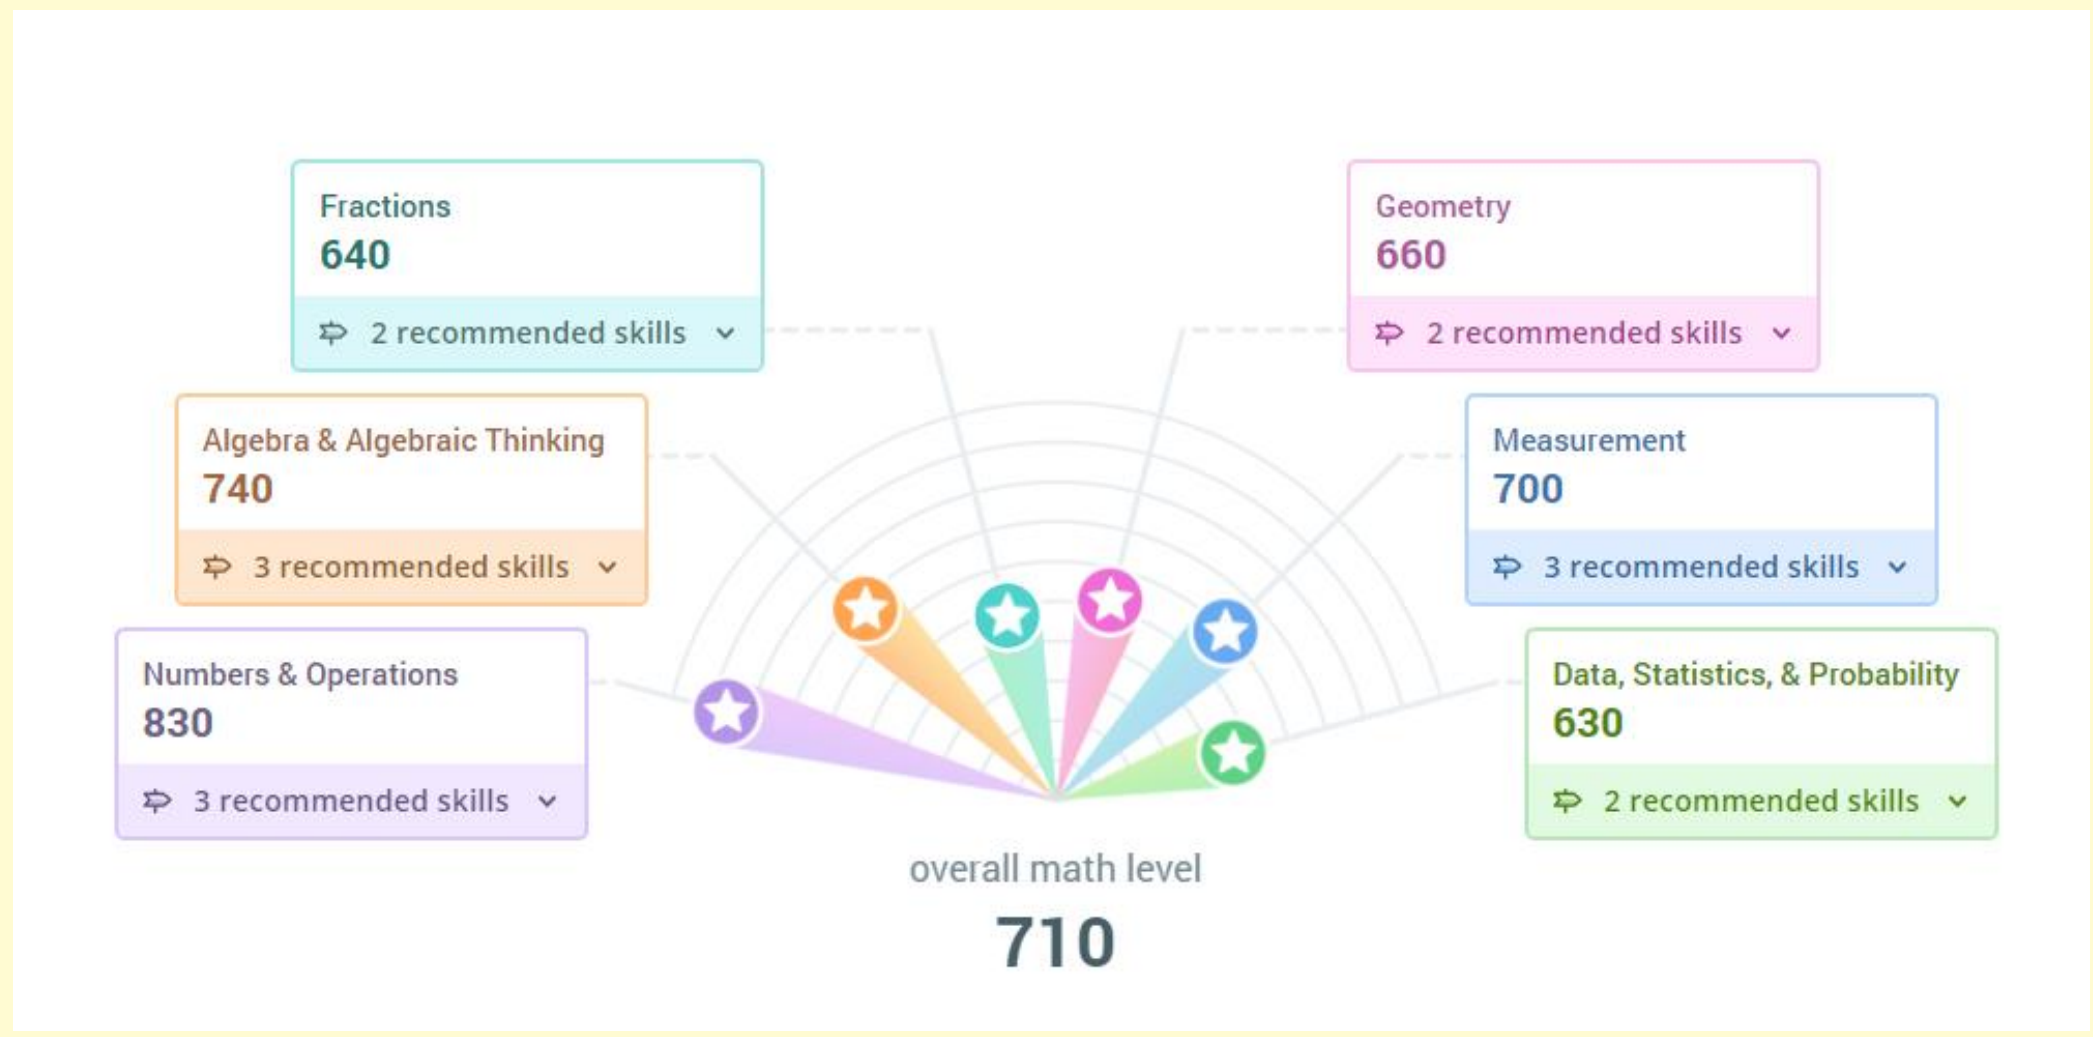 Fractions
640
2 recommended skills
Geometry
660
2 recommended skills
Algebra & Algebraic Thinking
740
3 recommended skills
Measurement
700
3 recommended skills
Numbers & Operations
830
3 recommended skills
Data, Statistics, & Probability
630
2 recommended skills
overall math level
710